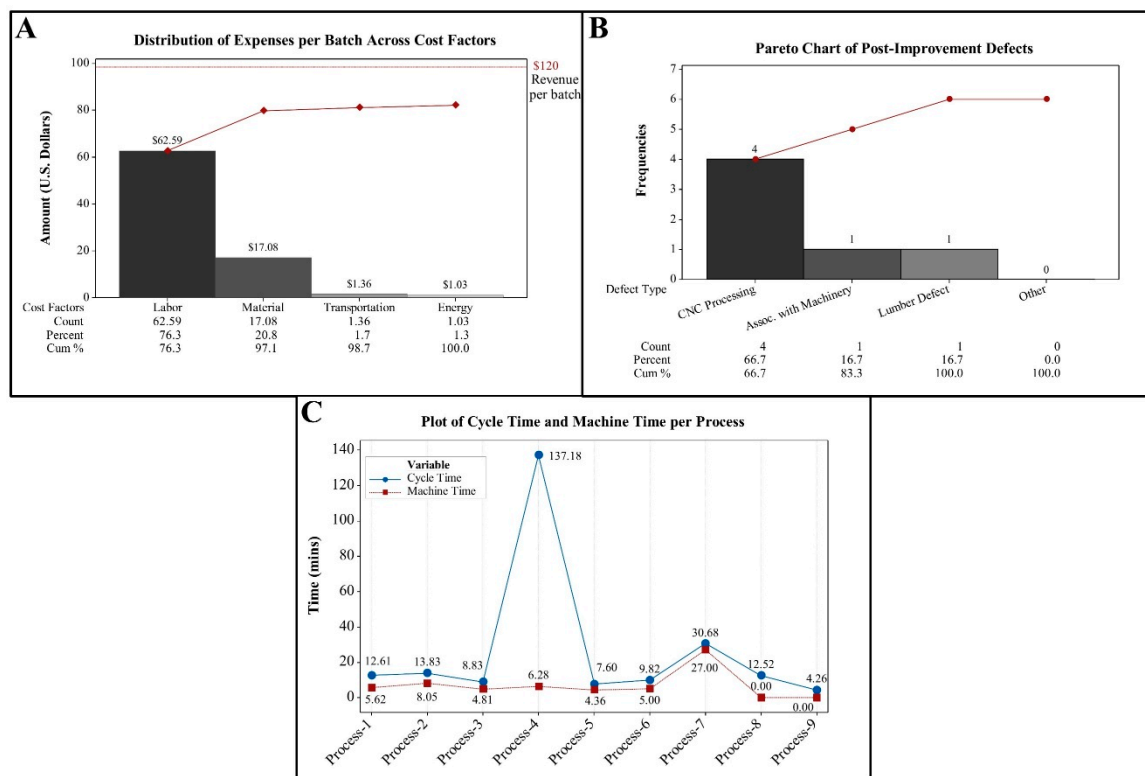 A
Distribution of Expenses per Batch Across Cost Factors
Amount (U.S. Dollars)
100
80
60
40
20
0
$120
Revenue
per batch
$62.59
$17.08
$1.36
$1.03
Cost Factors Labor Material Transportation Energy
Count 62.59 17.08 1.36 1.03
Percent 76.3 20.8 1.7 1.3
Cum % 76.3 97.1 98.7 100.0
B
Pareto Chart of Post-Improvement Defects
Frequencies
7
6
5
4
3
2
1
0
4
1
1
0
Defect Type CNC Processing Assoc. with Machinery Lumber Defect Other
Count 4 1 1 0
Percent 66.7 16.7 16.7 0.0
Cum % 66.7 83.3 100.0 100.0
C
Plot of Cycle Time and Machine Time per Process
Time (mins)
140
120
100
80
60
40
20
0
Variable
Cycle Time
Machine Time
12.61 13.83 8.83 137.18 7.60 9.82 30.68 12.52 4.26
5.62 8.05 4.81 6.28 4.36 5.00 27.00 0.00 0.00
Process-1 Process-2 Process-3 Process-4 Process-5 Process-6 Process-7 Process-8 Process-9